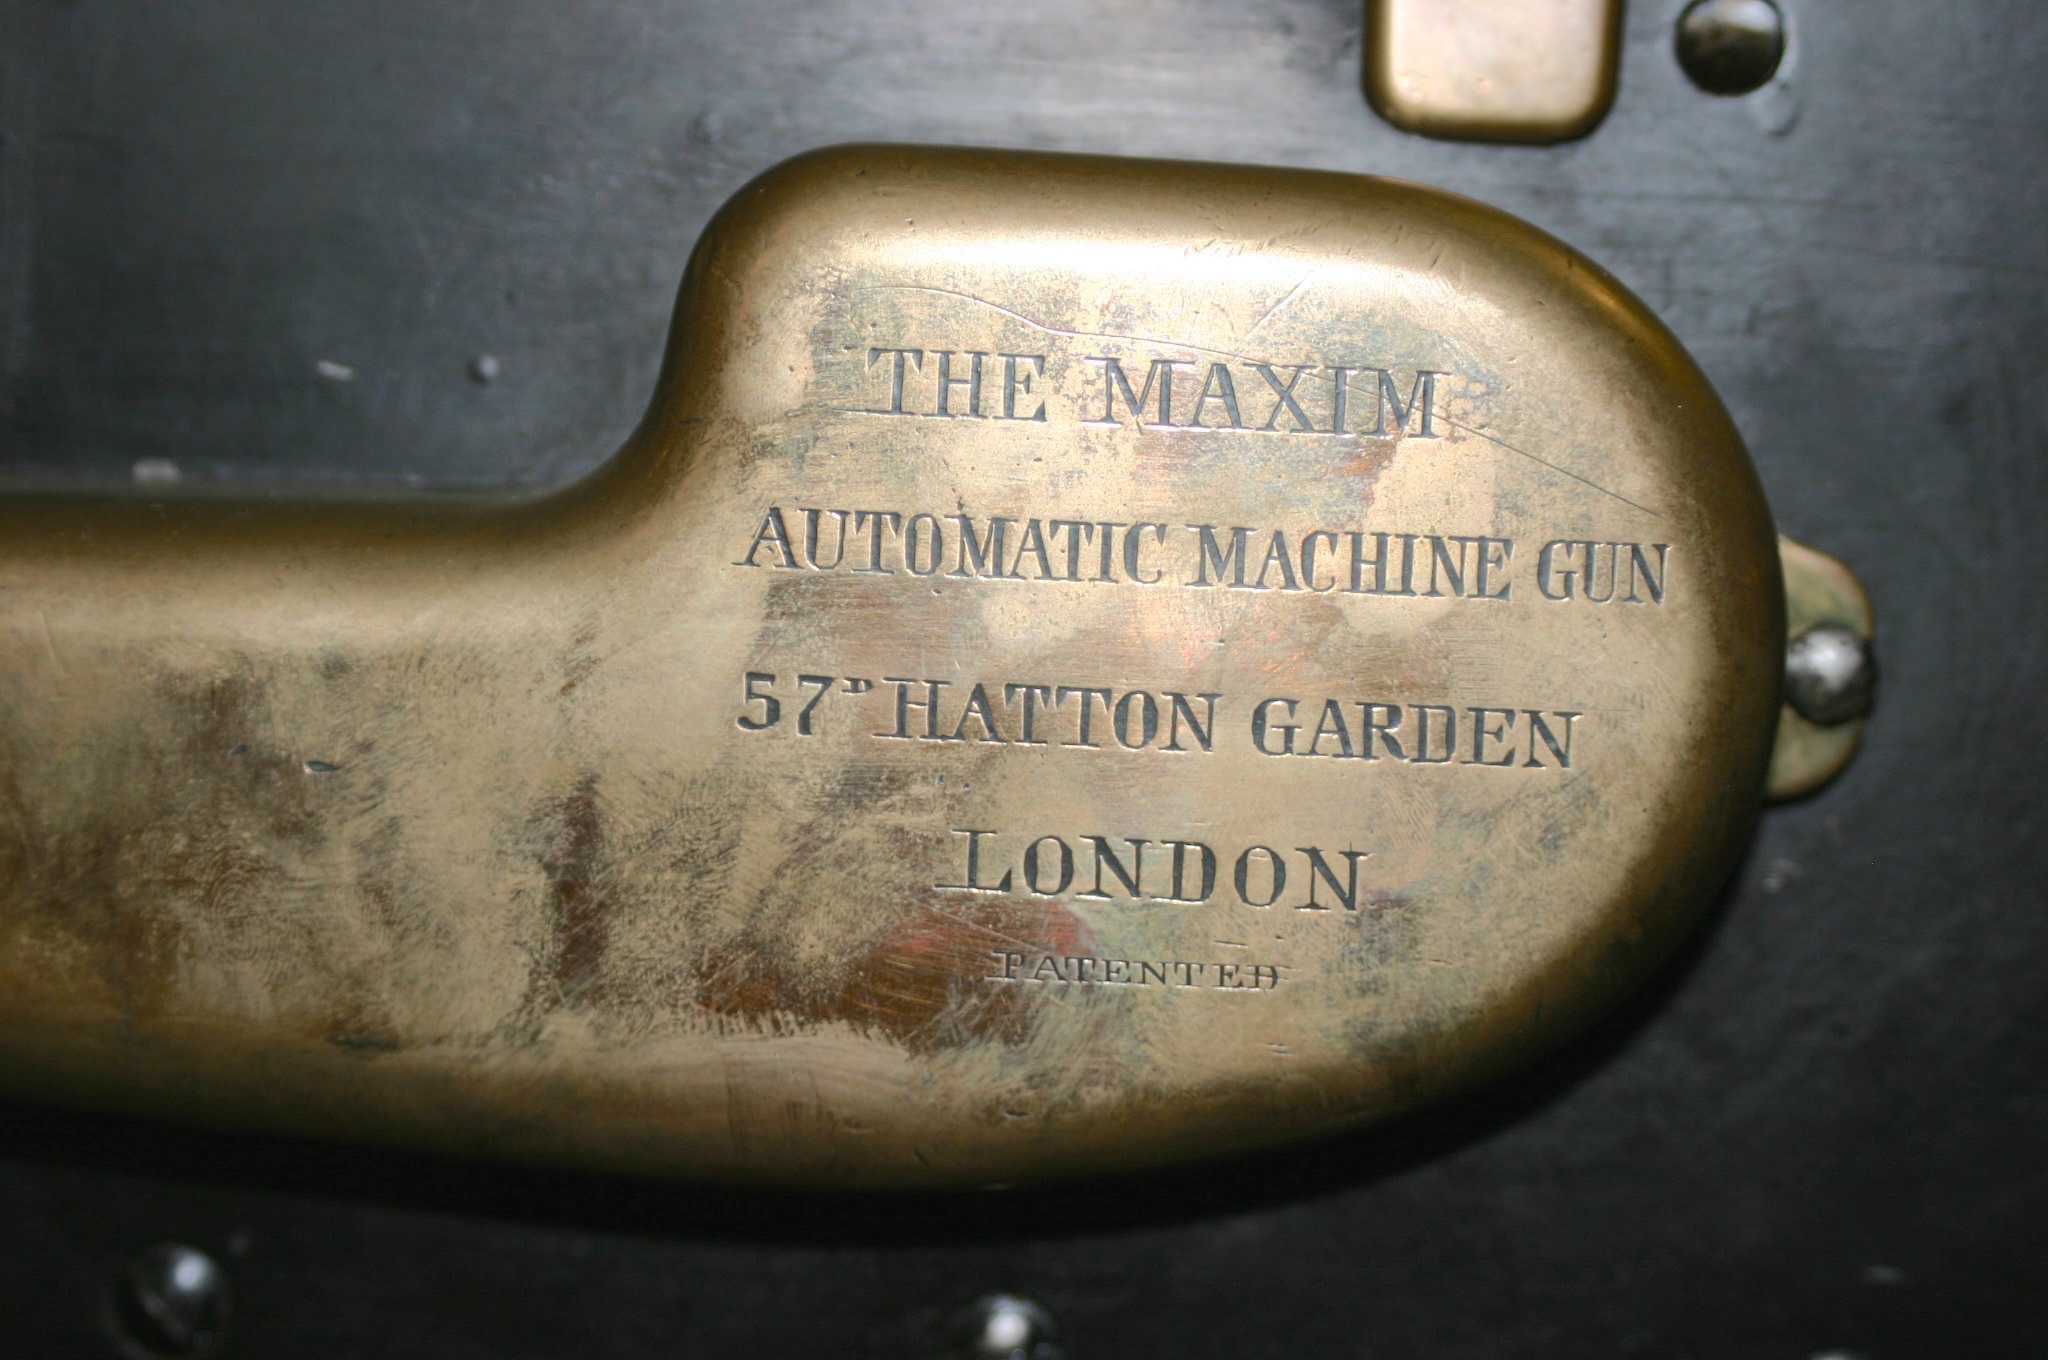 THE MAXIM
AUTOMATIC MACHINE GUN
57ᴰ HATTON GARDEN
LONDON
PATENTED